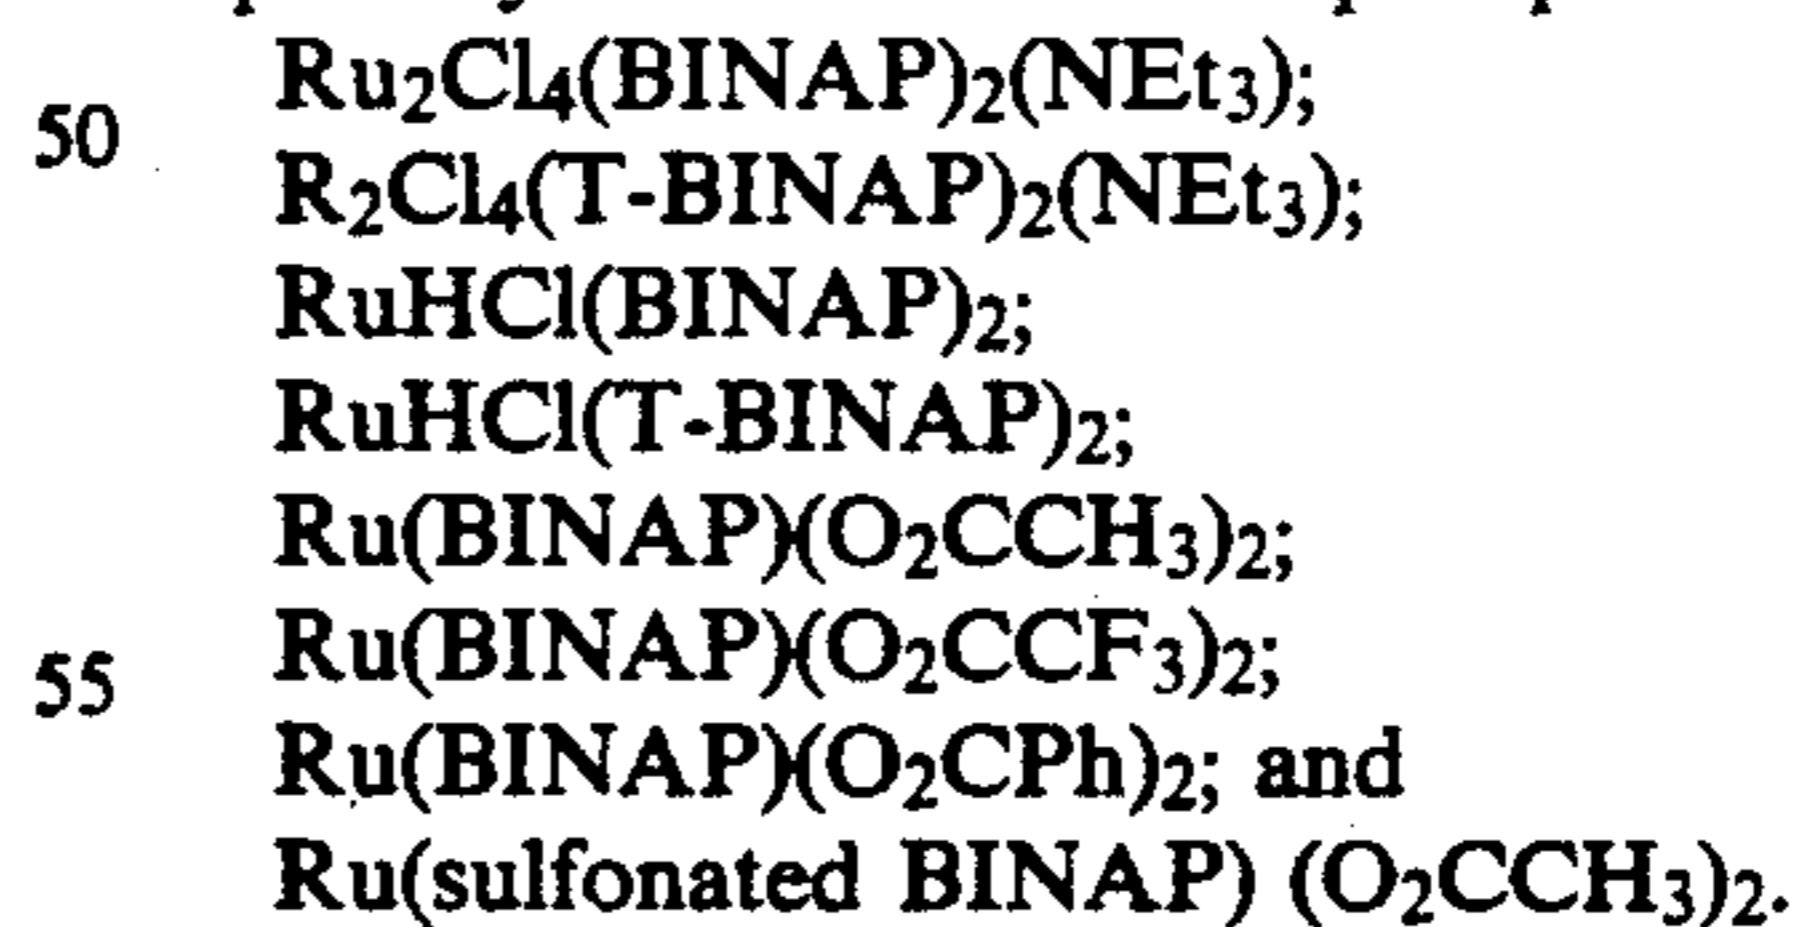 50 Ru₂Cl₄(BINAP)₂(NEt₃);
R₂Cl₄(T-BINAP)₂(NEt₃);
RuHCl(BINAP)₂;
RuHCl(T-BINAP)₂;
Ru(BINAP)(O₂CCH₃)₂;
55 Ru(BINAP)(O₂CCF₃)₂;
Ru(BINAP)(O₂CPh)₂; and
Ru(sulfonated BINAP) (O₂CCH₃)₂.